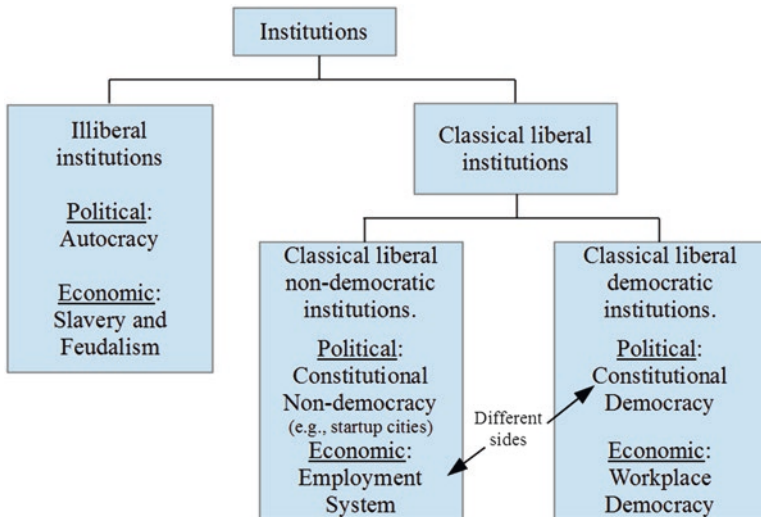 Institutions
Illiberal
institutions
Political:
Autocracy
Economic:
Slavery and
Feudalism
Classical liberal
institutions
Classical liberal
non-democratic
institutions.
Political:
Constitutional
Non-democracy
(e.g., startup cities)
Economic:
Employment
System
Different
sides
Classical liberal
democratic
institutions.
Political:
Constitutional
Democracy
Economic:
Workplace
Democracy